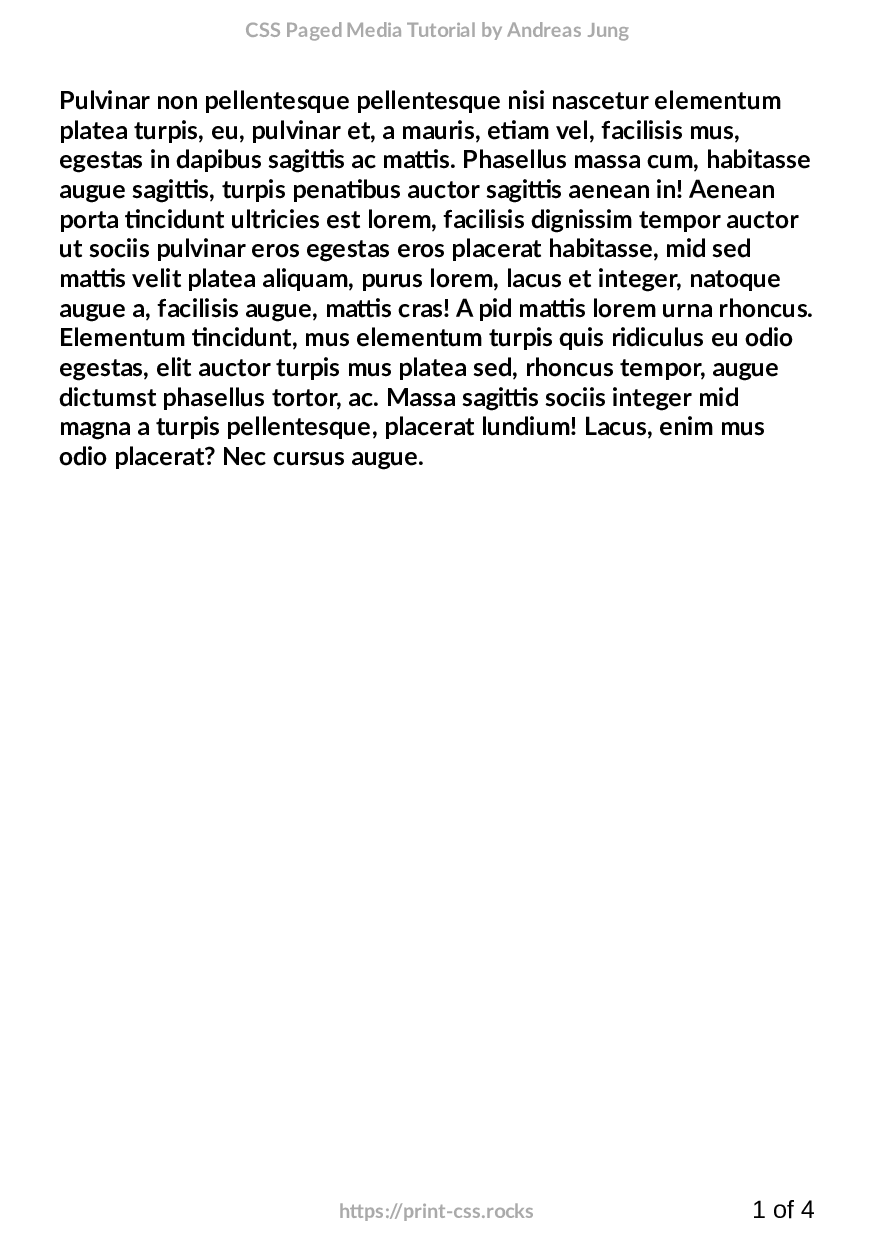 CSS Paged Media Tutorial by Andreas Jung
Pulvinar non pellentesque pellentesque nisi nascetur elementum
platea turpis, eu, pulvinar et, a mauris, etiam vel, facilisis mus,
egestas in dapibus sagittis ac mattis. Phasellus massa cum, habitasse
augue sagittis, turpis penatibus auctor sagittis aenean in! Aenean
porta tincidunt ultricies est lorem, facilisis dignissim tempor auctor
ut sociis pulvinar eros egestas eros placerat habitasse, mid sed
mattis velit platea aliquam, purus lorem, lacus et integer, natoque
augue a, facilisis augue, mattis cras! A pid mattis lorem urna rhoncus.
Elementum tincidunt, mus elementum turpis quis ridiculus eu odio
egestas, elit auctor turpis mus platea sed, rhoncus tempor, augue
dictumst phasellus tortor, ac. Massa sagittis sociis integer mid
magna a turpis pellentesque, placerat lundium! Lacus, enim mus
odio placerat? Nec cursus augue.
https://print-css.rocks
1 of 4